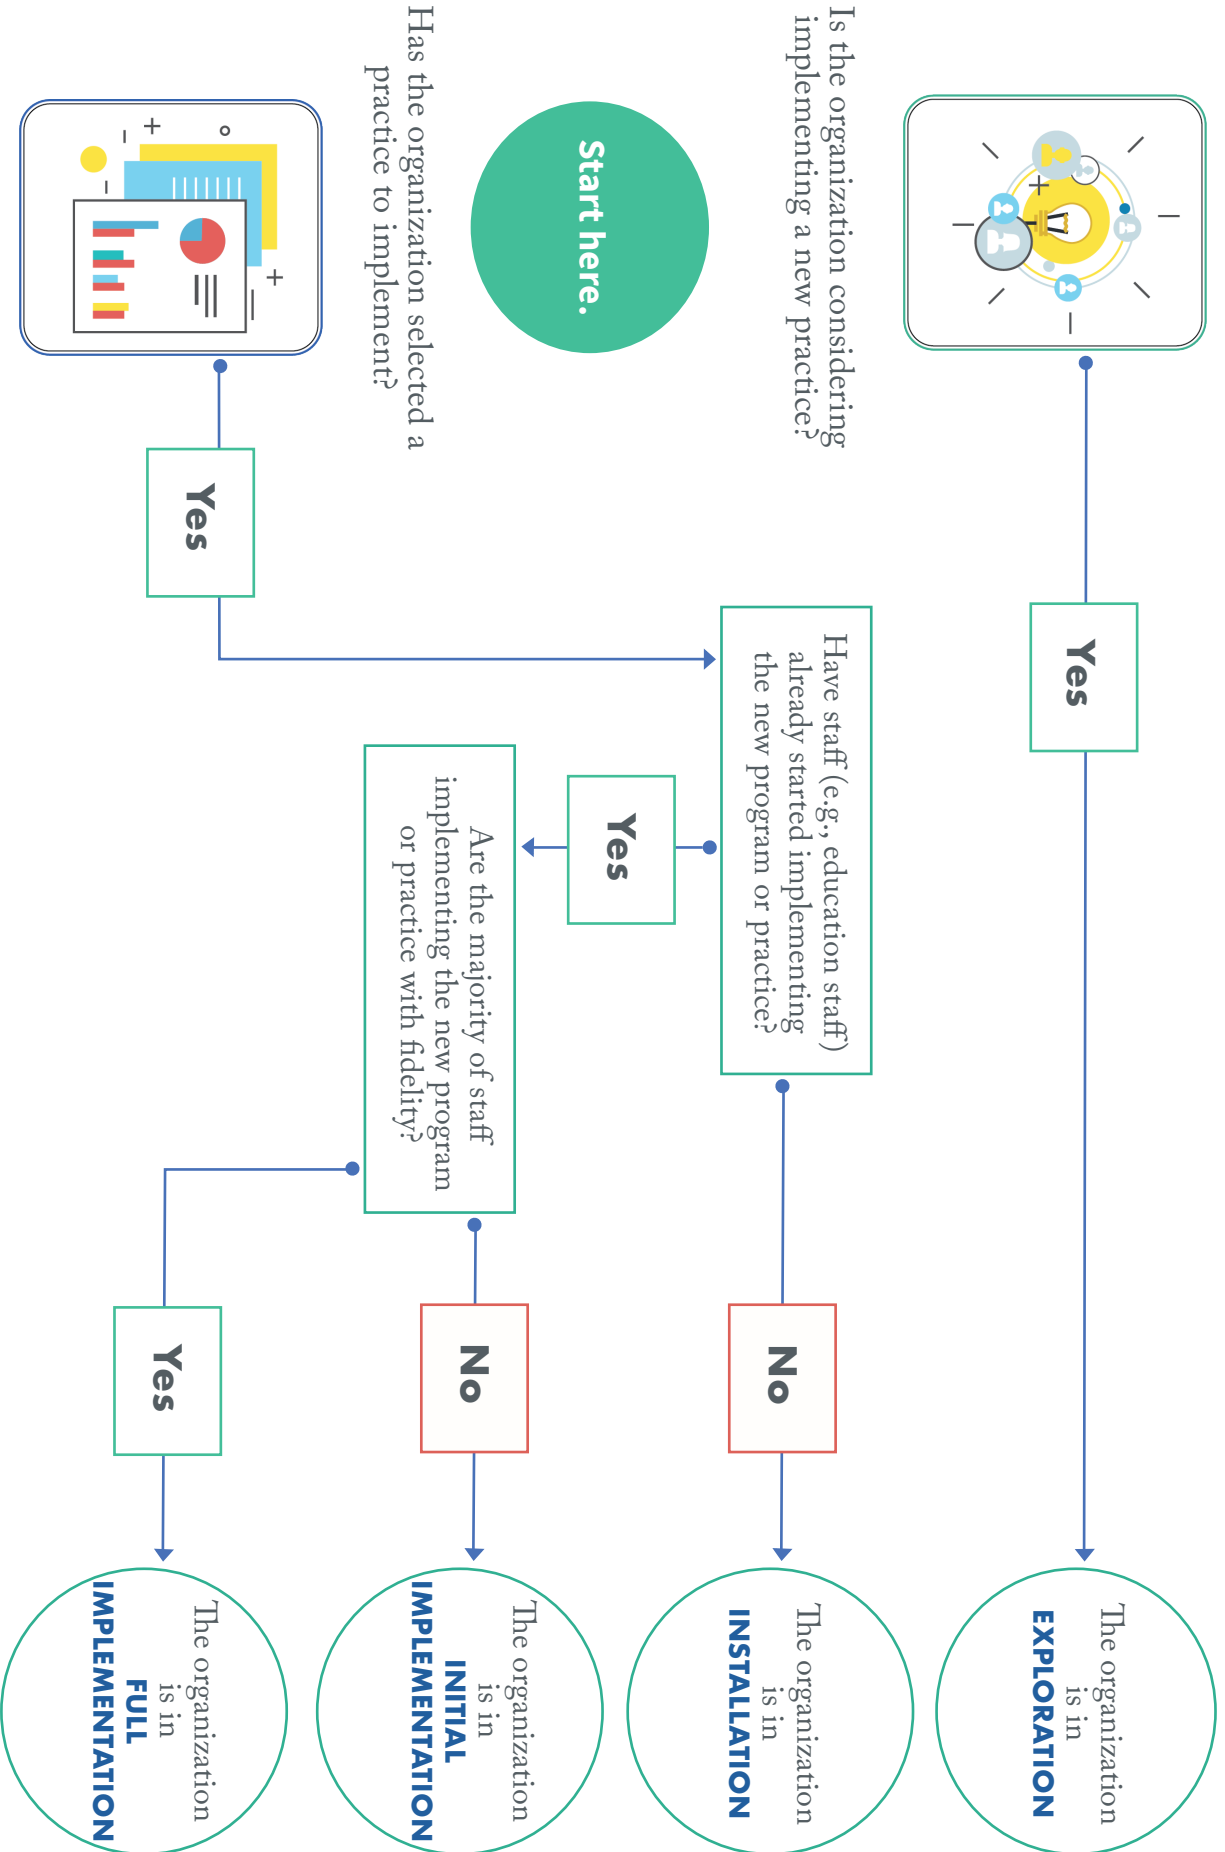 Is the organization considering
implementing a new practice?
Yes
The organization
is in
EXPLORATION
Start here.
Have staff (e.g., education staff)
already started implementing
the new program or practice?
No
The organization
is in
INSTALLATION
Yes
Has the organization selected a
practice to implement?
Yes
Are the majority of staff
implementing the new program
or practice with fidelity?
No
The organization
is in
INITIAL
IMPLEMENTATION
Yes
The organization
is in
FULL
IMPLEMENTATION